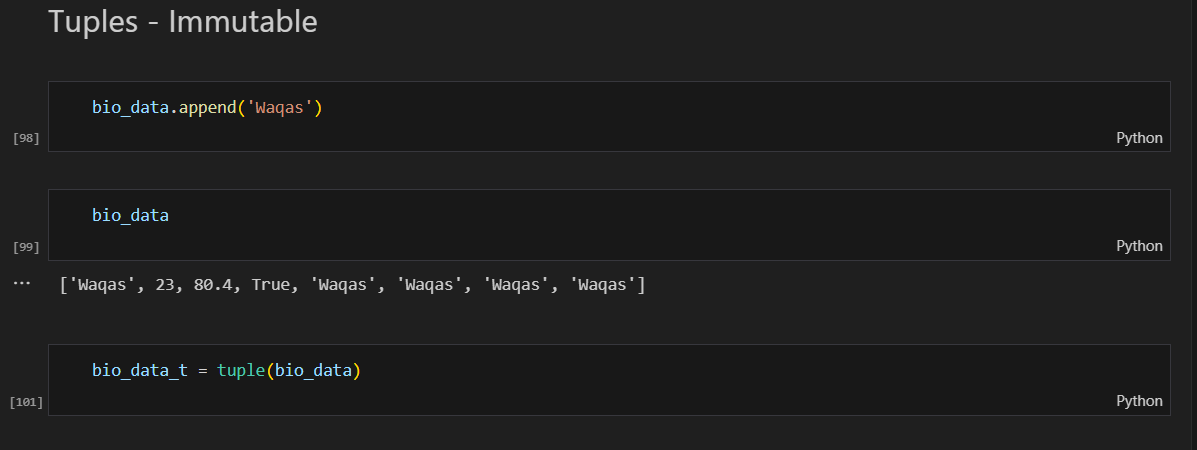 Tuples - Immutable
bio_data.append('Waqas')
[98]
Python
bio_data
[99]
Python
... ['Waqas', 23, 80.4, True, 'Waqas', 'Waqas', 'Waqas', 'Waqas']
bio_data_t = tuple(bio_data)
[101]
Python